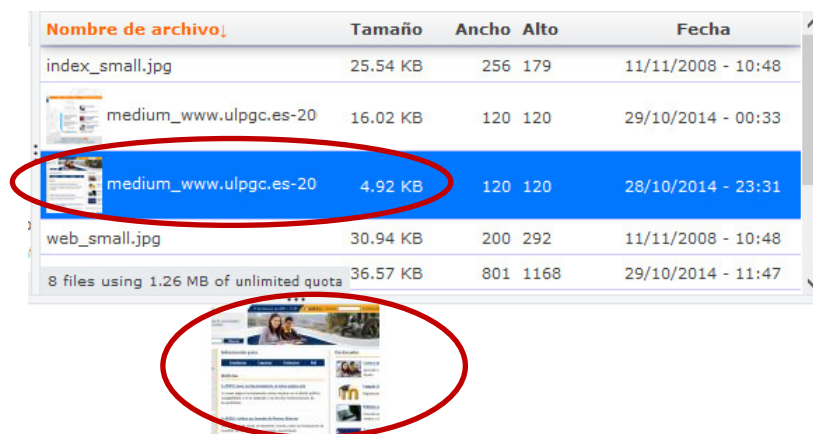 Nombre de archivo↓ Tamaño Ancho Alto Fecha
index_small.jpg 25.54 KB 256 179 11/11/2008 - 10:48
medium_www.ulpgc.es-20 16.02 KB 120 120 29/10/2014 - 00:33
medium_www.ulpgc.es-20 4.92 KB 120 120 28/10/2014 - 23:31
web_small.jpg 30.94 KB 200 292 11/11/2008 - 10:48
36.57 KB 801 1168 29/10/2014 - 11:47
8 files using 1.26 MB of unlimited quota